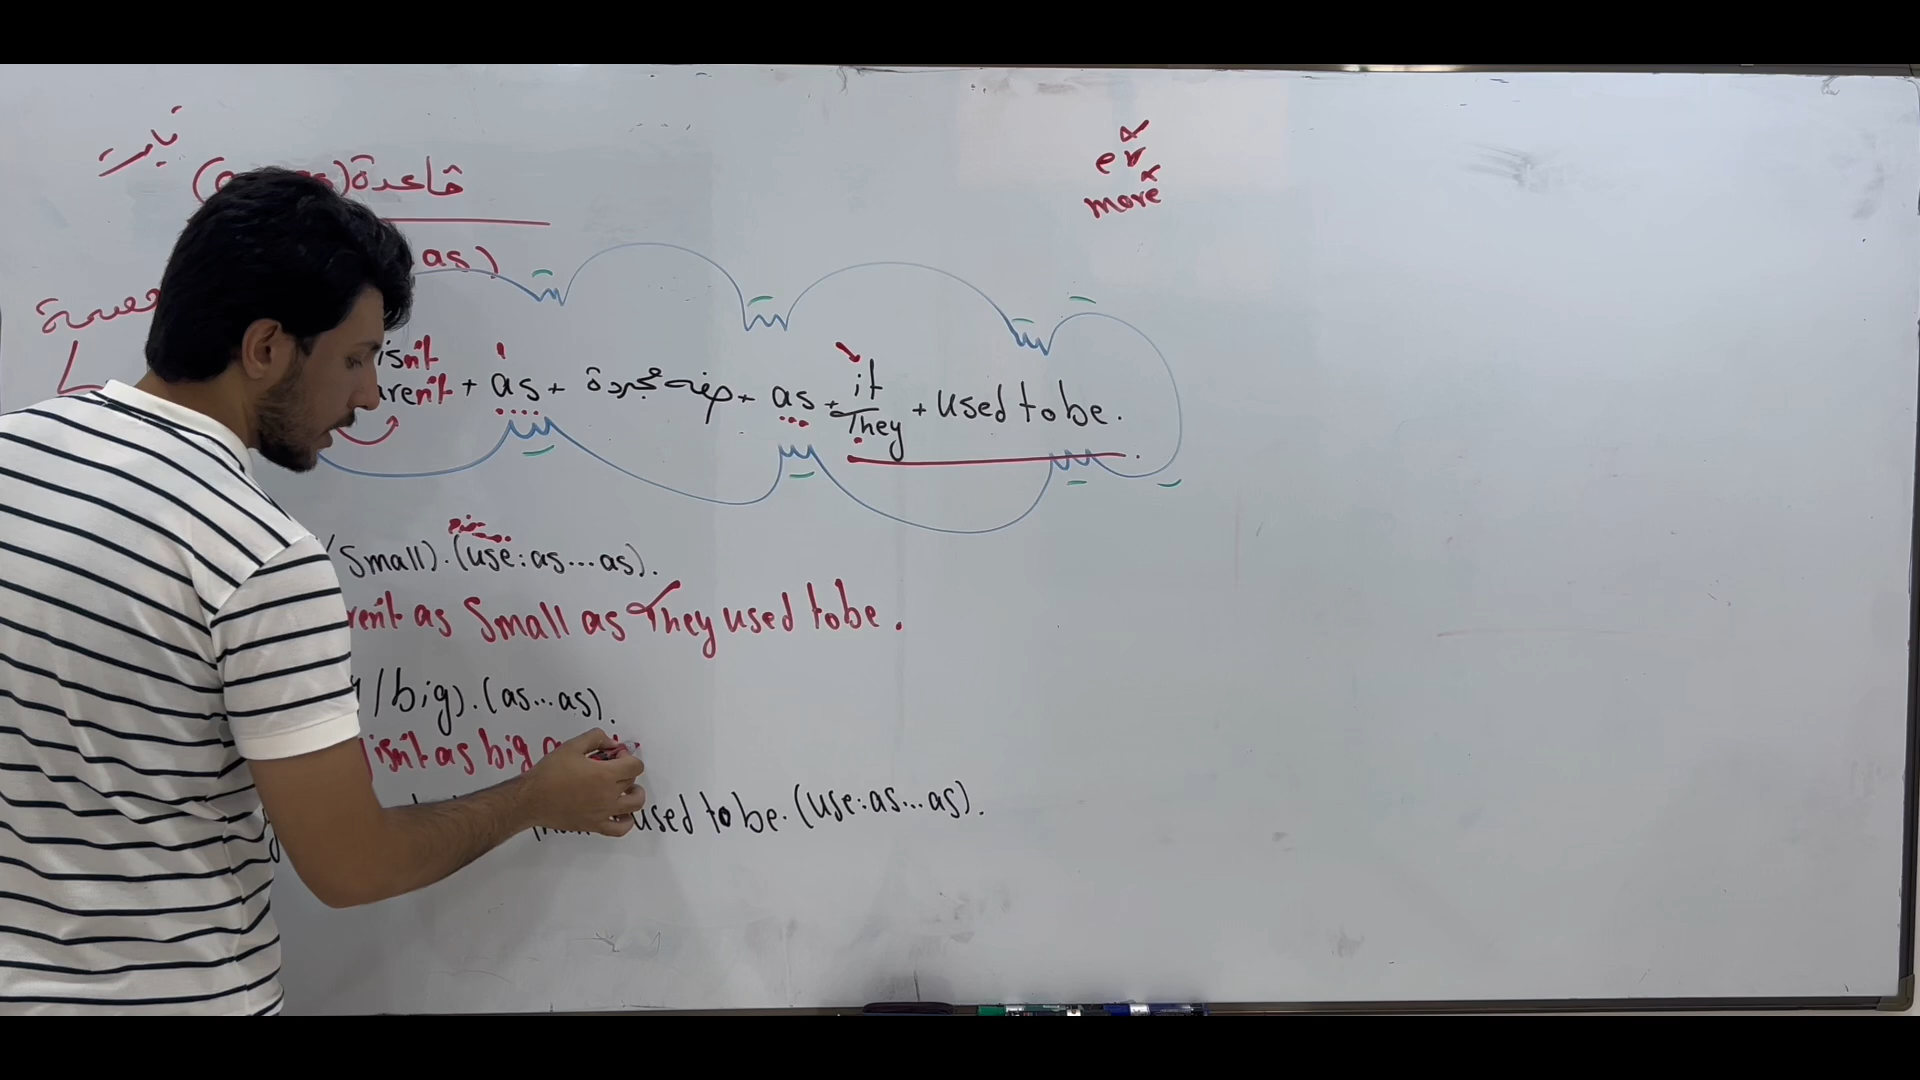 ثابت
قاعدة (as
er
more
as)
isn't
aren't + as + صفه مجردة + as + it They + used to be.
صفة
/small). (use: as...as).
aren't as small as They used to be.
/big). (as...as).
isn't as big as
used to be. (use: as...as).